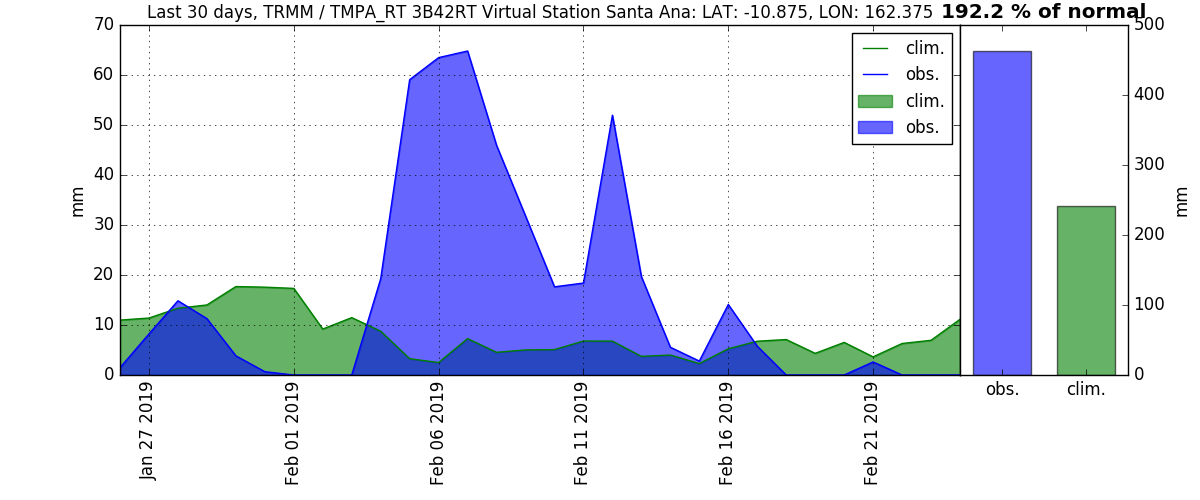 Last 30 days, TRMM / TMPA_RT 3B42RT Virtual Station Santa Ana: LAT: -10.875, LON: 162.375 192.2 % of normal
70
60
50
40
30
20
10
0
mm
clim.
obs.
clim.
obs.
500
400
300
200
100
0
mm
obs.
clim.
Jan 27 2019
Feb 01 2019
Feb 06 2019
Feb 11 2019
Feb 16 2019
Feb 21 2019